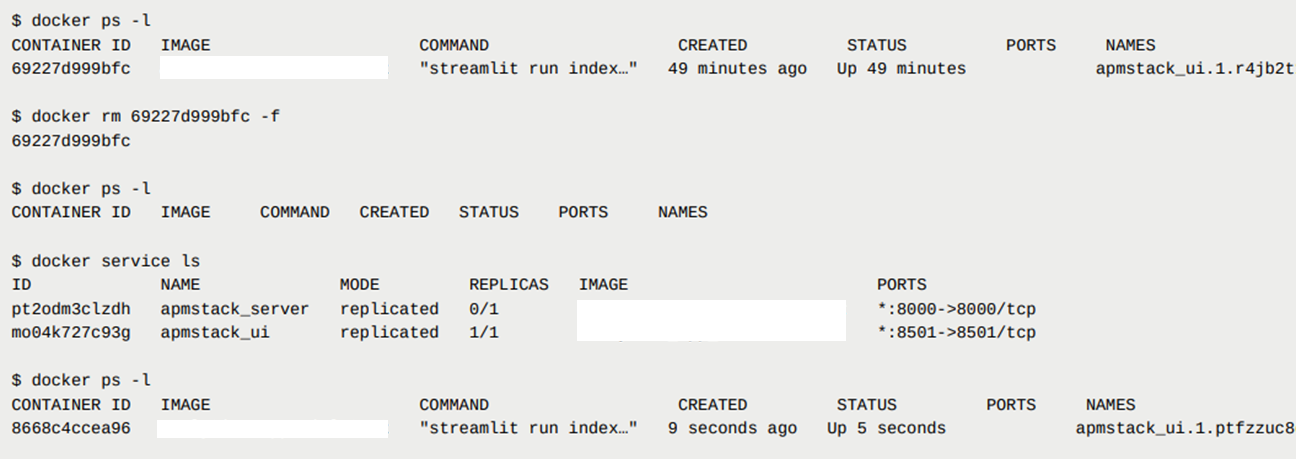 $ docker ps -l
CONTAINER ID   IMAGE                     COMMAND                   CREATED          STATUS          PORTS     NAMES
69227d999bfc                             "streamlit run index…"   49 minutes ago   Up 49 minutes             apmstack_ui.1.r4jb2t
$ docker rm 69227d999bfc -f
69227d999bfc
$ docker ps -l
CONTAINER ID   IMAGE     COMMAND   CREATED   STATUS    PORTS     NAMES
$ docker service ls
ID             NAME              MODE         REPLICAS   IMAGE                         PORTS
pt2odm3clzdh   apmstack_server   replicated   0/1                                      *:8000->8000/tcp
mo04k727c93g   apmstack_ui       replicated   1/1                                      *:8501->8501/tcp
$ docker ps -l
CONTAINER ID   IMAGE                     COMMAND                   CREATED         STATUS         PORTS     NAMES
8668c4ccea96                             "streamlit run index…"   9 seconds ago   Up 5 seconds             apmstack_ui.1.ptfzzuc8